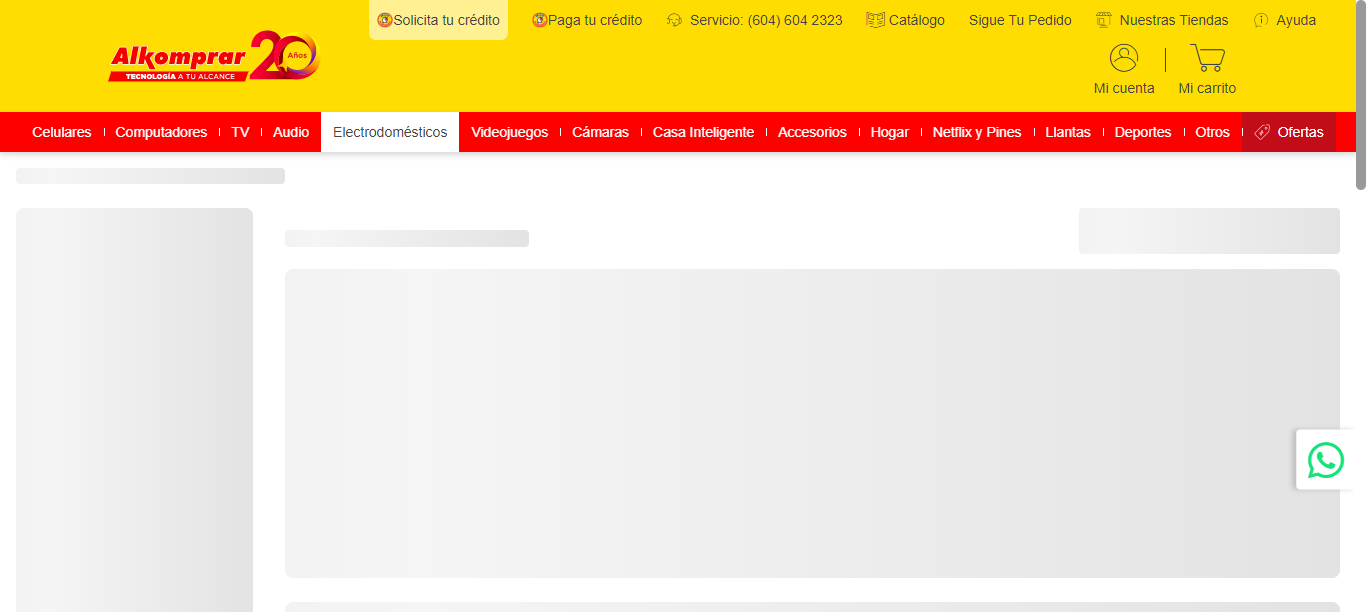 Solicita tu crédito Paga tu crédito Servicio: (604) 604 2323 Catálogo Sigue Tu Pedido Nuestras Tiendas Ayuda
Alkomprar 20 Años
TECNOLOGÍA A TU ALCANCE
Mi cuenta Mi carrito
Celulares Computadores TV Audio Electrodomésticos Videojuegos Cámaras Casa Inteligente Accesorios Hogar Netflix y Pines Llantas Deportes Otros Ofertas